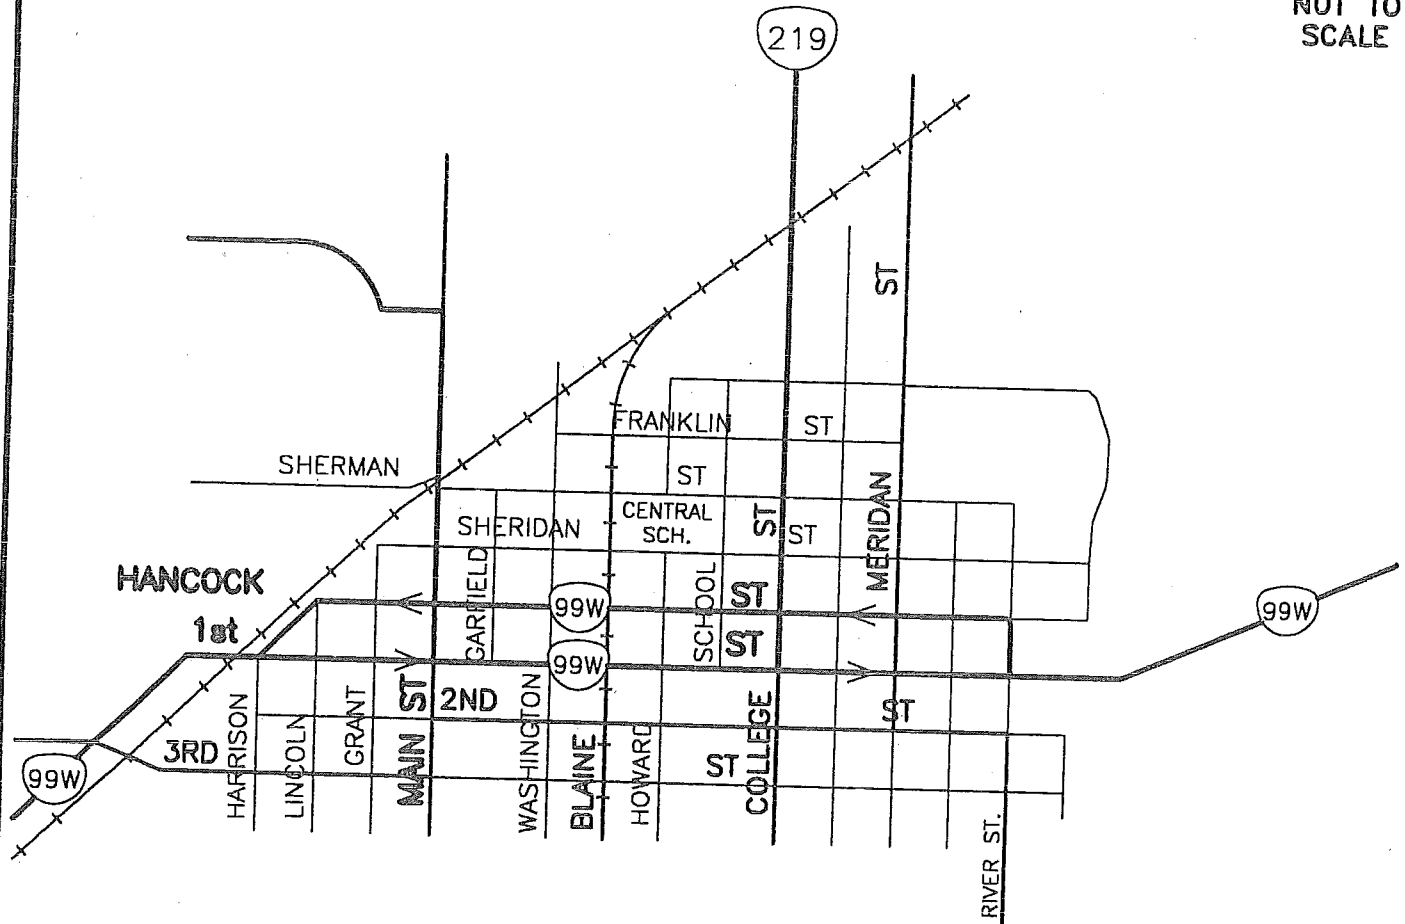 NOT TO
SCALE
219
ST
FRANKLIN ST
SHERMAN ST
CENTRAL
SCH.
SHERIDAN ST
ST
MERIDAN
HANCOCK ST
99W
GARFIELD
SCHOOL
1st ST
99W
99W
2ND ST
3RD ST
99W
HARRISON
LINCOLN
GRANT
MAIN ST
WASHINGTON
BLAINE
HOWARD
COLLEGE
RIVER ST.